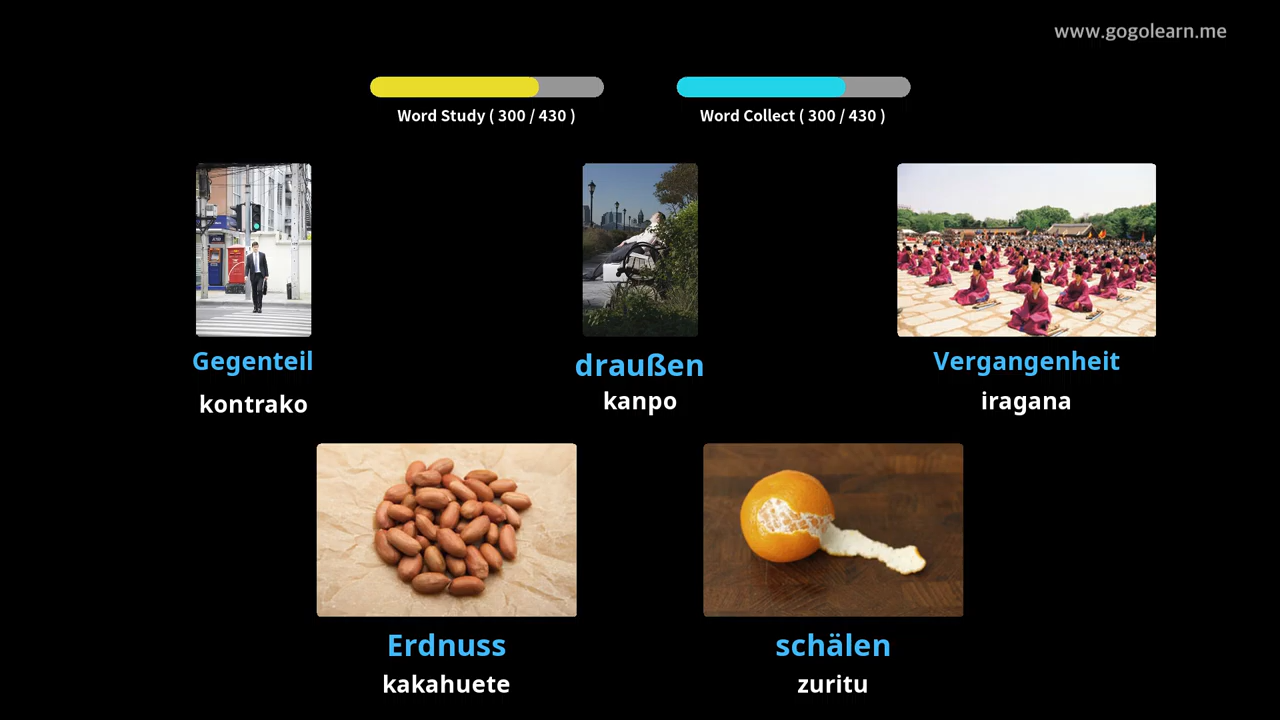 www.gogolearn.me
Word Study ( 300 / 430 )
Word Collect ( 300 / 430 )
Gegenteil
kontrako
draußen
kanpo
Vergangenheit
iragana
Erdnuss
kakahuete
schälen
zuritu